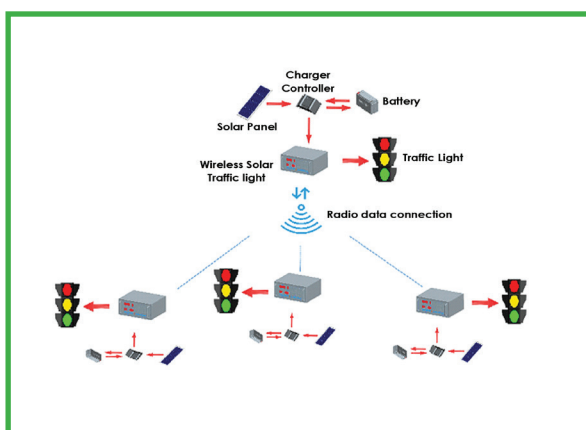 Charger
Controller
Battery
Solar Panel
Wireless Solar
Traffic light
Traffic Light
Radio data connection